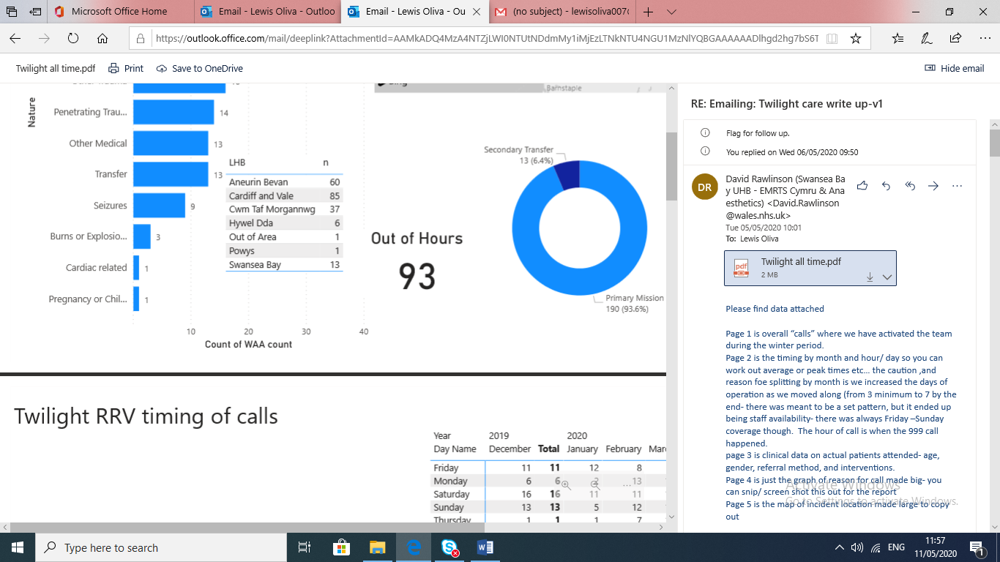 Microsoft Office Home
Email - Lewis Oliva - Outloo
Email - Lewis Oliva - Ou
(no subject) - lewisoliva007
https://outlook.office.com/mail/deeplink?AttachmentId=AAMkADQ4MzA4NTZjLWI0NTUtNDdmMy1iMjEzLTNkNTU4NGU1MzNlYQBGAAAAAADlhgd2hg7bS6T
Twilight all time.pdf Print Save to OneDrive Hide email
Barnstaple
Nature
Penetrating Trau... 14
Other Medical 13
Transfer 13
Seizures 9
Burns or Explosio... 3
Cardiac related 1
Pregnancy or Chil... 1
10 20 30 40
Count of WAA count
LHB n
Aneurin Bevan 60
Cardiff and Vale 85
Cwm Taf Morgannwg 37
Hywel Dda 6
Out of Area 1
Powys 1
Swansea Bay 13
Out of Hours
93
Secondary Transfer
13 (6.4%)
Primary Mission
190 (93.6%)
Twilight RRV timing of calls
Year 2019 2020
Day Name December Total January February Marc
Friday 11 11 12 8
Monday 6 6 2 13
Saturday 16 16 11 11
Sunday 13 13 5 12
Thursday 1 1 1 7
RE: Emailing: Twilight care write up-v1
Flag for follow up.
You replied on Wed 06/05/2020 09:50
DR
David Rawlinson (Swansea Ba
y UHB - EMRTS Cymru & Ana
esthetics) <David.Rawlinson
@wales.nhs.uk>
Tue 05/05/2020 10:01
To: Lewis Oliva
pdf
Twilight all time.pdf
2 MB
Please find data attached
Page 1 is overall “calls” where we have activated the team
during the winter period.
Page 2 is the timing by month and hour/ day so you can
work out average or peak times etc... the caution ,and
reason foe splitting by month is we increased the days of
operation as we moved along (from 3 minimum to 7 by the
end- there was meant to be a set pattern, but it ended up
being staff availability- there was always Friday –Sunday
coverage though. The hour of call is when the 999 call
happened.
page 3 is clinical data on actual patients attended- age,
gender, referral method, and interventions.
Page 4 is just the graph of reason for call made big- you
can snip/ screen shot this out for the report
Page 5 is the map of incident location made large to copy
out
Activate Windows
Go to Settings to activate Windows.
Type here to search
ENG
11:57
11/05/2020
1